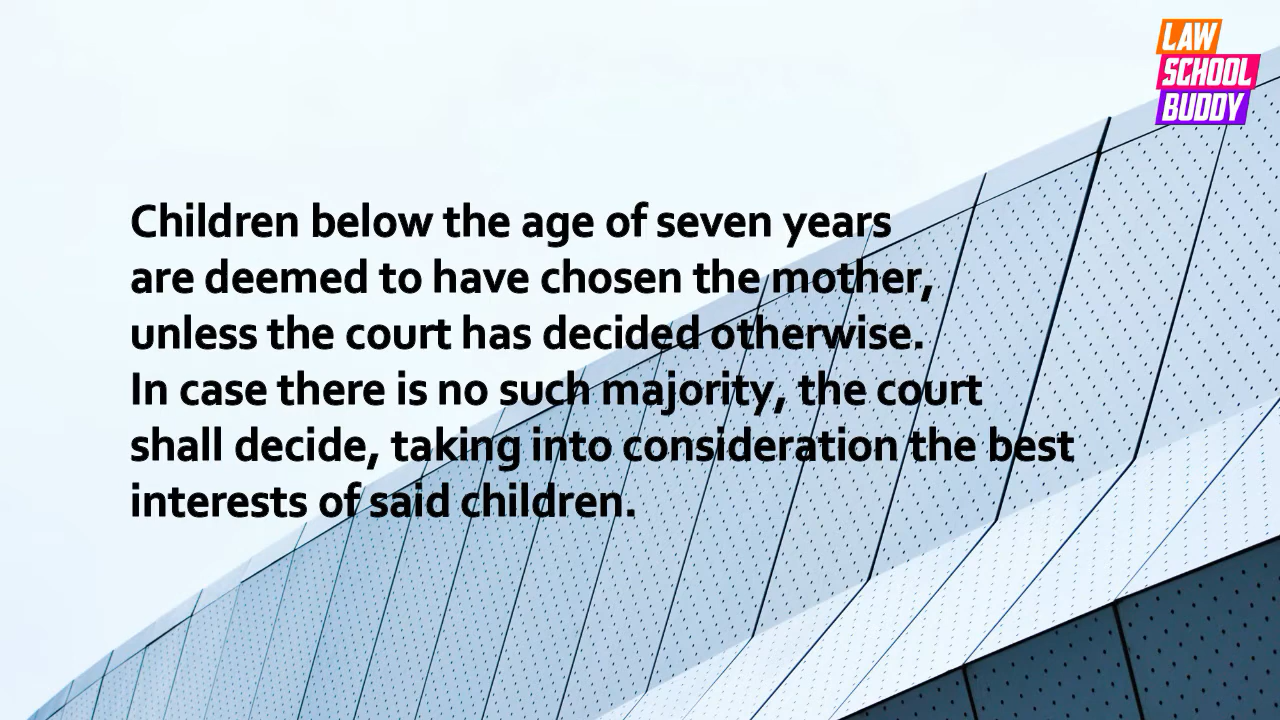 LAW
SCHOOL
BUDDY
Children below the age of seven years
are deemed to have chosen the mother,
unless the court has decided otherwise.
In case there is no such majority, the court
shall decide, taking into consideration the best
interests of said children.